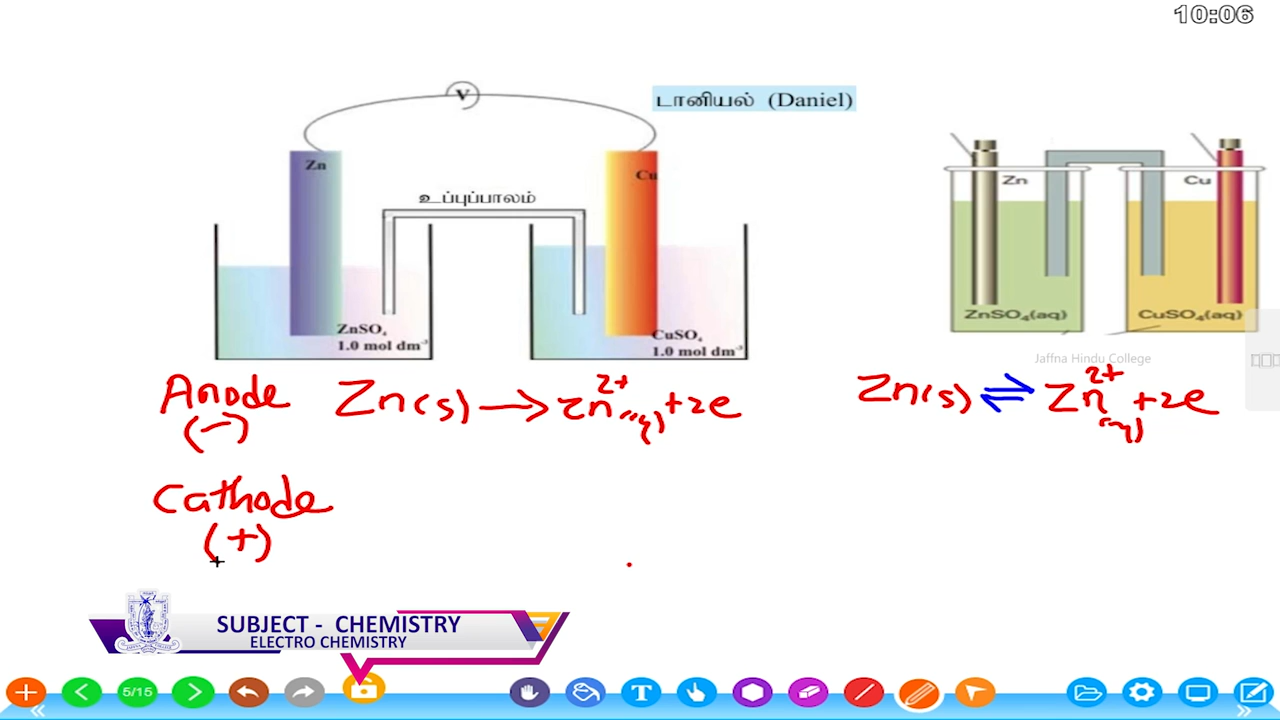 10:06
V
டானியல் (Daniel)
Zn
Cu
உப்புப்பாலம்
ZnSO₄
1.0 mol dm⁻³
CuSO₄
1.0 mol dm⁻³
Zn
Cu
ZnSO₄(aq)
CuSO₄(aq)
Jaffna Hindu College
Anode Zn(s) → Zn²⁺(aq) + 2e
(−)
Zn(s) ⇌ Zn²⁺(aq) + 2e
Cathode
(+)
SUBJECT - CHEMISTRY
ELECTRO CHEMISTRY
5/15
T